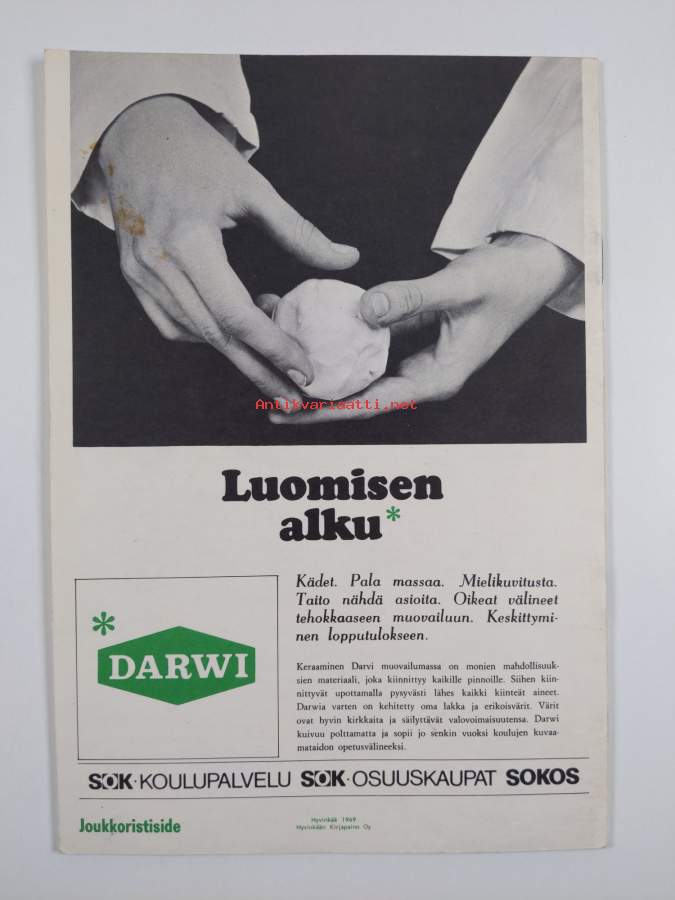 Antikvariaatti.net
Luomisen
alku*
Kädet. Pala massaa. Mielikuvitusta.
Taito nähdä asioita. Oikeat välineet
tehokkaaseen muovailuun. Keskittymi-
nen lopputulokseen.
*
DARWI
Keraaminen Darvi muovailumassa on monien mahdollisuuk-
sien materiaali, joka kiinnittyy kaikille pinnoille. Siihen kiin-
nittyvät upottamalla pysyvästi lähes kaikki kiinteät aineet.
Darwia varten on kehitetty oma lakka ja erikoisvärit. Värit
ovat hyvin kirkkaita ja säilyttävät valovoimaisuutensa. Darwi
kuivuu polttamatta ja sopii jo senkin vuoksi koulujen kuvaa-
mataidon opetusvälineeksi.
SOK·KOULUPALVELU SOK·OSUUSKAUPAT SOKOS
Joukkoristiside
Hyvinkää 1969
Hyvinkään Kirjapaino Oy